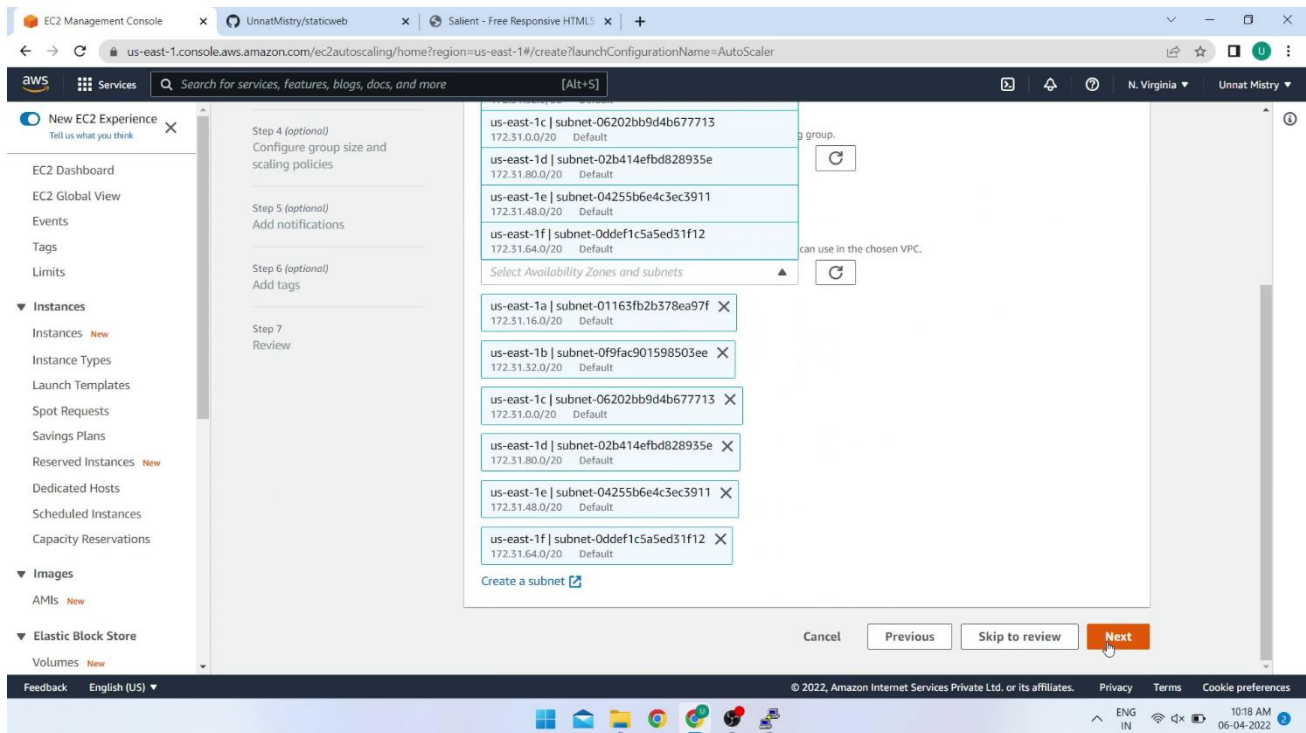 EC2 Management Console
UnnatMistry/staticweb
Salient - Free Responsive HTML5
us-east-1.console.aws.amazon.com/ec2autoscaling/home?region=us-east-1#/create?launchConfigurationName=AutoScaler
U
aws
Services
Search for services, features, blogs, docs, and more
[Alt+S]
N. Virginia ▼
Unnat Mistry ▼
New EC2 Experience
Tell us what you think
EC2 Dashboard
EC2 Global View
Events
Tags
Limits
▼ Instances
Instances New
Instance Types
Launch Templates
Spot Requests
Savings Plans
Reserved Instances New
Dedicated Hosts
Scheduled Instances
Capacity Reservations
▼ Images
AMIs New
▼ Elastic Block Store
Volumes New
Step 4 (optional)
Configure group size and
scaling policies
Step 5 (optional)
Add notifications
Step 6 (optional)
Add tags
Step 7
Review
us-east-1c | subnet-06202bb9d4b677713
172.31.0.0/20 Default
us-east-1d | subnet-02b414efbd828935e
172.31.80.0/20 Default
us-east-1e | subnet-04255b6e4c3ec3911
172.31.48.0/20 Default
us-east-1f | subnet-0ddef1c5a5ed31f12
172.31.64.0/20 Default
g group.
can use in the chosen VPC.
Select Availability Zones and subnets
us-east-1a | subnet-01163fb2b378ea97f
172.31.16.0/20 Default
us-east-1b | subnet-0f9fac901598503ee
172.31.32.0/20 Default
us-east-1c | subnet-06202bb9d4b677713
172.31.0.0/20 Default
us-east-1d | subnet-02b414efbd828935e
172.31.80.0/20 Default
us-east-1e | subnet-04255b6e4c3ec3911
172.31.48.0/20 Default
us-east-1f | subnet-0ddef1c5a5ed31f12
172.31.64.0/20 Default
Create a subnet
Cancel
Previous
Skip to review
Next
Feedback
English (US) ▼
© 2022, Amazon Internet Services Private Ltd. or its affiliates.
Privacy
Terms
Cookie preferences
ENG
IN
10:18 AM
06-04-2022
2